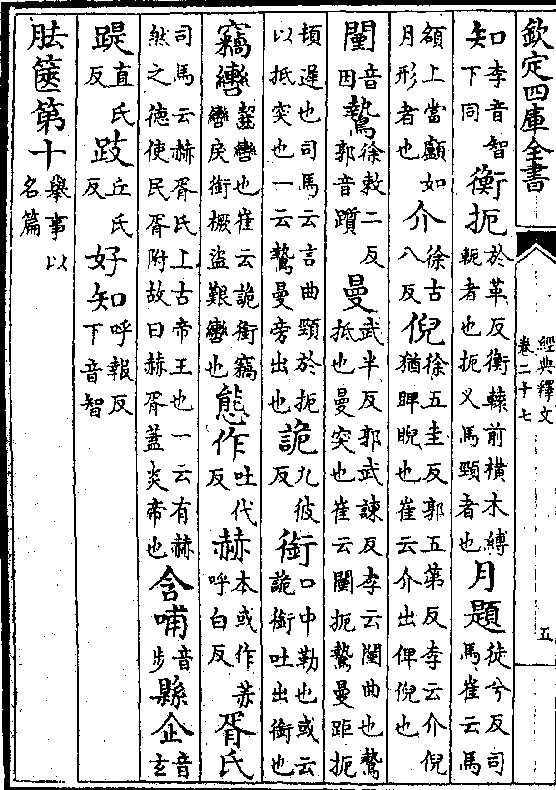 欽定四庫全書
經典釋文
卷二十七
五
知李音智下同衡扼於革反衡轅前横木縛軛者也扼叉馬頸者也月題徒兮反司馬崔云馬
額上當顱如月形者也介徐古八反倪徐五圭反郭五第反李云介倪猶睥睨也崔云介出俾倪也
闉音因鷙徐敕二反郭音躓曼武半反郭武諫反李云闉曲也鷙抵也曼突也崔云闉扼鷙曼距扼
頓遲也司馬云言曲頸於扼以抵突也一云鷙曼旁出也詭九彼反銜口中勒也或云詭銜吐出銜也
竊轡齧轡也崔云詭銜竊轡戾銜橛盜艱轡也態作吐代反赫本或作呼白反胥氏
司馬云赫胥氏上古帝王也一云有赫然之德使民胥附故曰赫胥蓋炎帝也含哺音步縣企音玄
踶直氏反跂丘氏反好知呼報反下音智
胠篋第十舉事以名篇